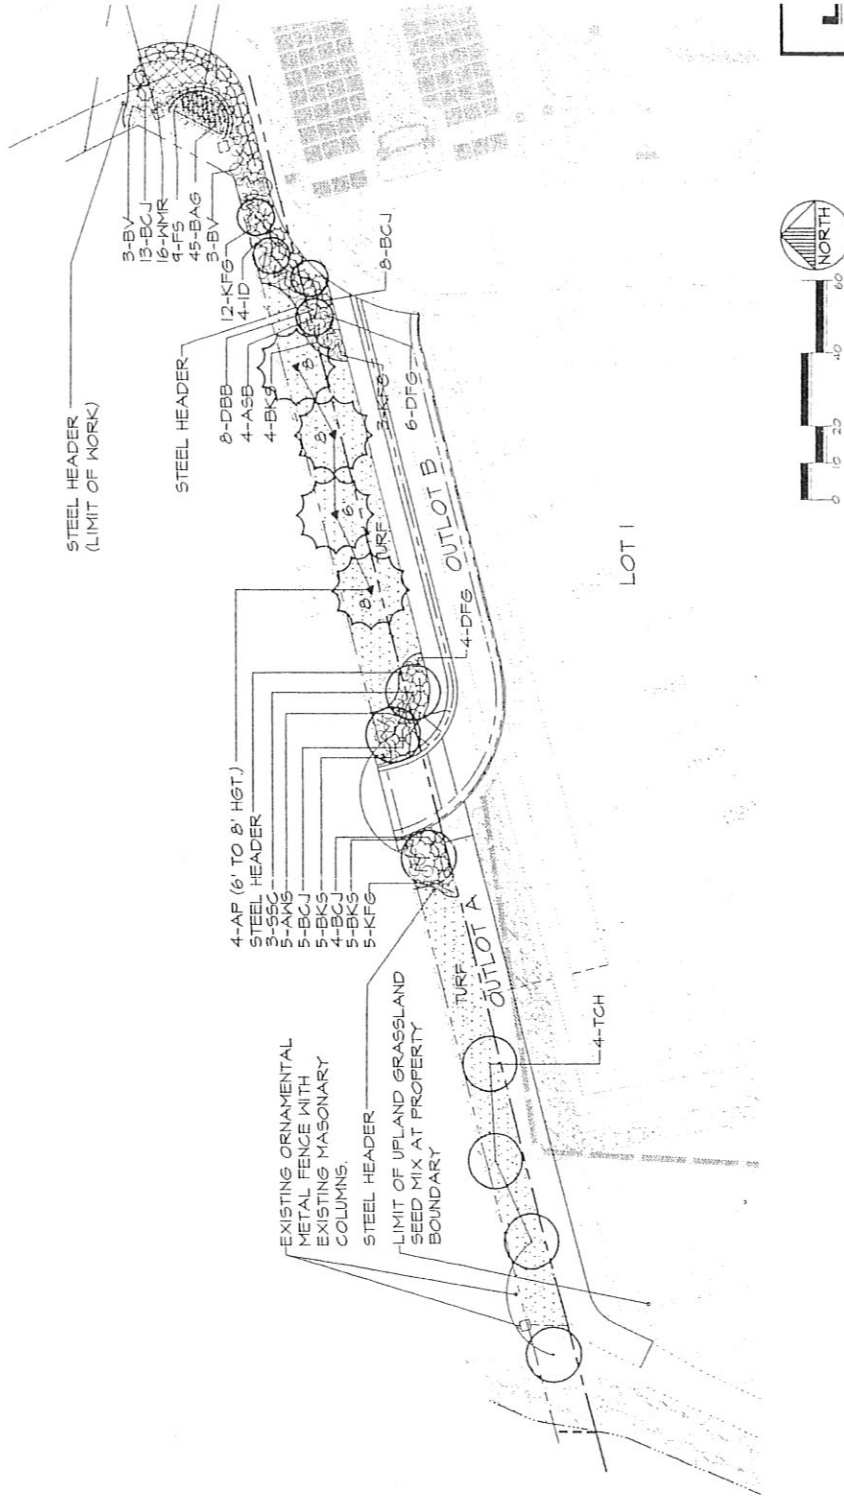 STEEL HEADER
(LIMIT OF WORK)
3-BV
13-BCJ
16-WMR
9-FS
45-BAG
3-BV
12-KFG
4-ID
STEEL HEADER
8-DBB
4-ASB
4-BKS
8-BCJ
3-KFG
6-DFG
8'
8'
6'
8'
TURF
OUTLOT B
4-DFG
LOT 1
4-AP (6' TO 8' HGT.)
STEEL HEADER
3-SSC
5-AWS
5-BCJ
5-BKS
4-BCJ
5-BKS
5-KFG
EXISTING ORNAMENTAL
METAL FENCE WITH
EXISTING MASONARY
COLUMNS.
STEEL HEADER
LIMIT OF UPLAND GRASSLAND
SEED MIX AT PROPERTY
BOUNDARY
TURF
OUTLOT A
4-TCH
NORTH
0 10 20 40 60